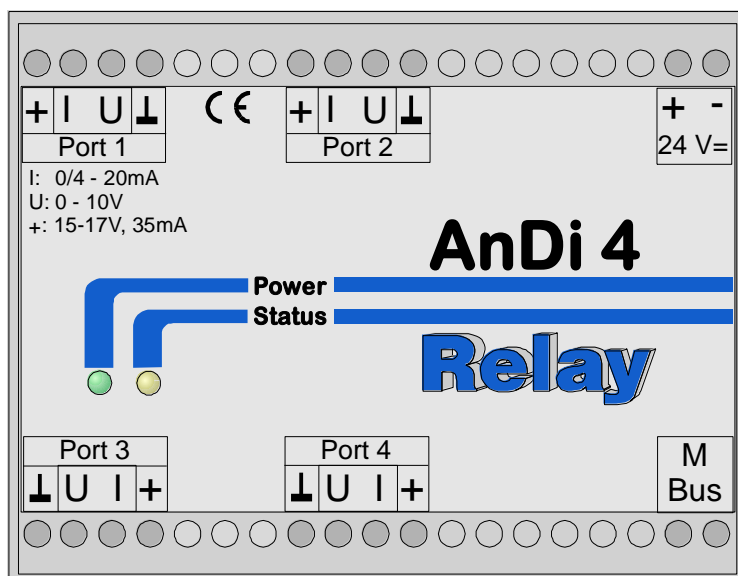 + I U ⊥
Port 1
CE
+ I U ⊥
Port 2
+ -
24 V=
I: 0/4 - 20mA
U: 0 - 10V
+: 15-17V, 35mA
AnDi 4
Power
Status
Relay
Port 3
⊥ U I +
Port 4
⊥ U I +
M
Bus